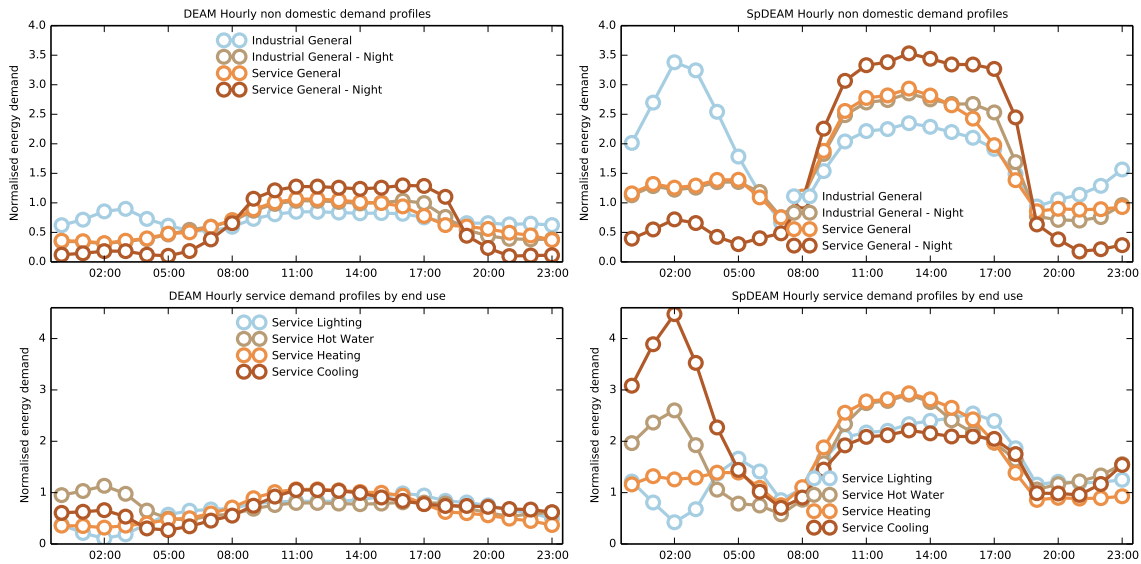 DEAM Hourly non domestic demand profiles
Normalised energy demand
4.0
3.5
3.0
2.5
2.0
1.5
1.0
0.5
0.0
Industrial General
Industrial General - Night
Service General
Service General - Night
02:00 05:00 08:00 11:00 14:00 17:00 20:00 23:00
SpDEAM Hourly non domestic demand profiles
Normalised energy demand
4.0
3.5
3.0
2.5
2.0
1.5
1.0
0.5
0.0
Industrial General
Industrial General - Night
Service General
Service General - Night
02:00 05:00 08:00 11:00 14:00 17:00 20:00 23:00
DEAM Hourly service demand profiles by end use
Normalised energy demand
4
3
2
1
0
Service Lighting
Service Hot Water
Service Heating
Service Cooling
02:00 05:00 08:00 11:00 14:00 17:00 20:00 23:00
SpDEAM Hourly service demand profiles by end use
Normalised energy demand
4
3
2
1
0
Service Lighting
Service Hot Water
Service Heating
Service Cooling
02:00 05:00 08:00 11:00 14:00 17:00 20:00 23:00